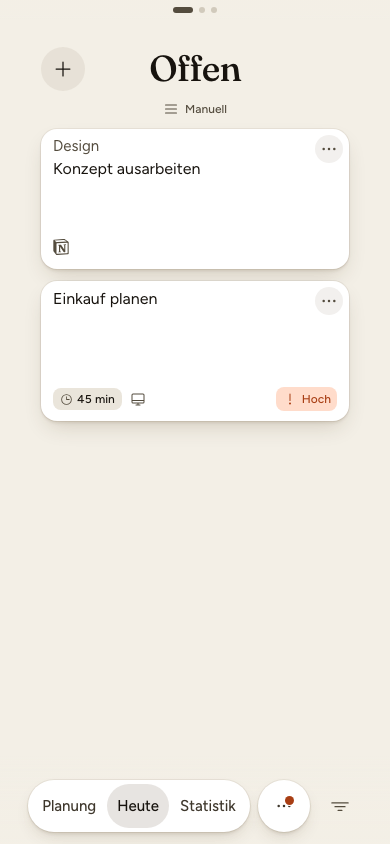 Offen
Manuell
Design
Konzept ausarbeiten
Einkauf planen
45 min
Hoch
Planung
Heute
Statistik